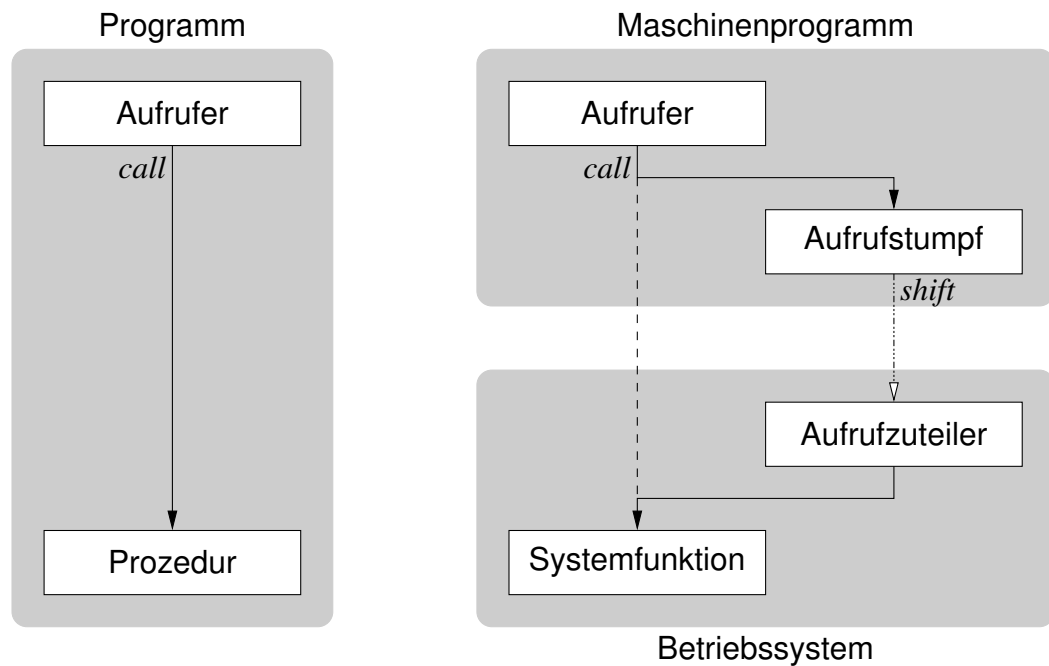 Programm
Aufrufer
call
Prozedur
Maschinenprogramm
Aufrufer
call
Aufrufstumpf
shift
Aufrufzuteiler
Systemfunktion
Betriebssystem